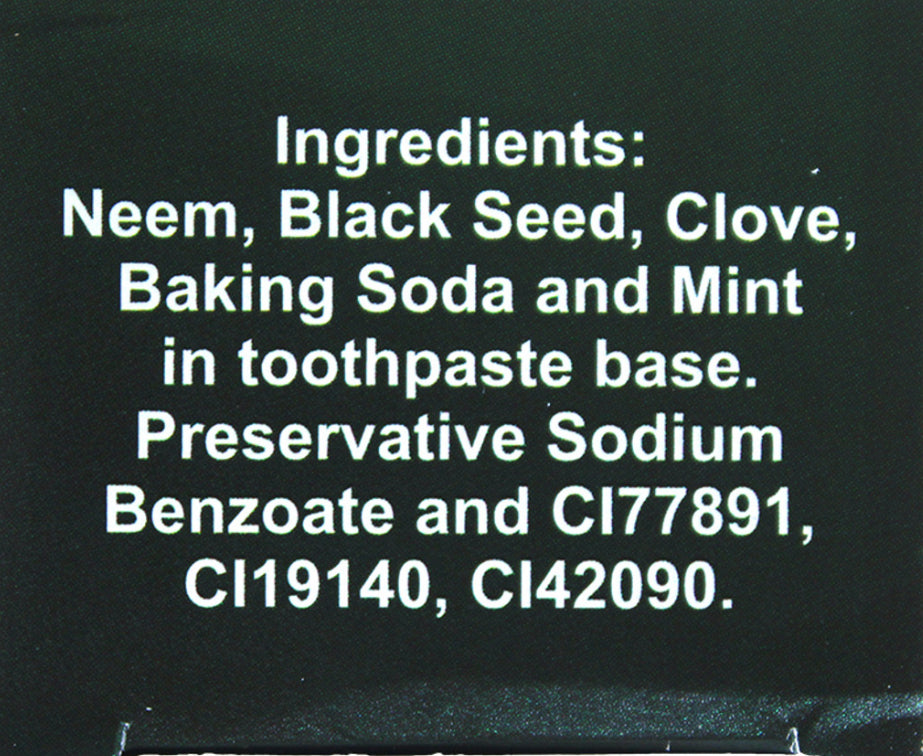 Ingredients:
Neem, Black Seed, Clove,
Baking Soda and Mint
in toothpaste base.
Preservative Sodium
Benzoate and CI77891,
CI19140, CI42090.